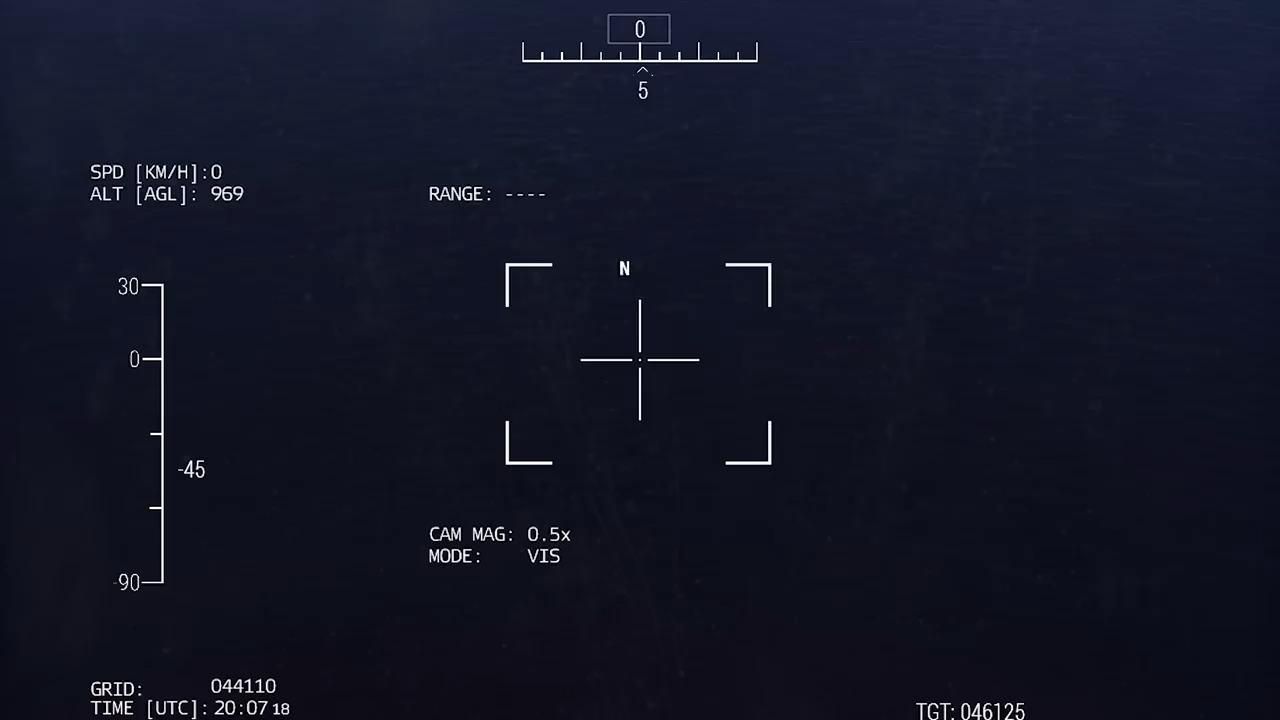 0
5
SPD [KM/H]:0
ALT [AGL]: 969
RANGE: ----
N
30
0
-45
-90
CAM MAG: 0.5x
MODE: VIS
GRID: 044110
TIME [UTC]: 20:07 18
TGT: 046125